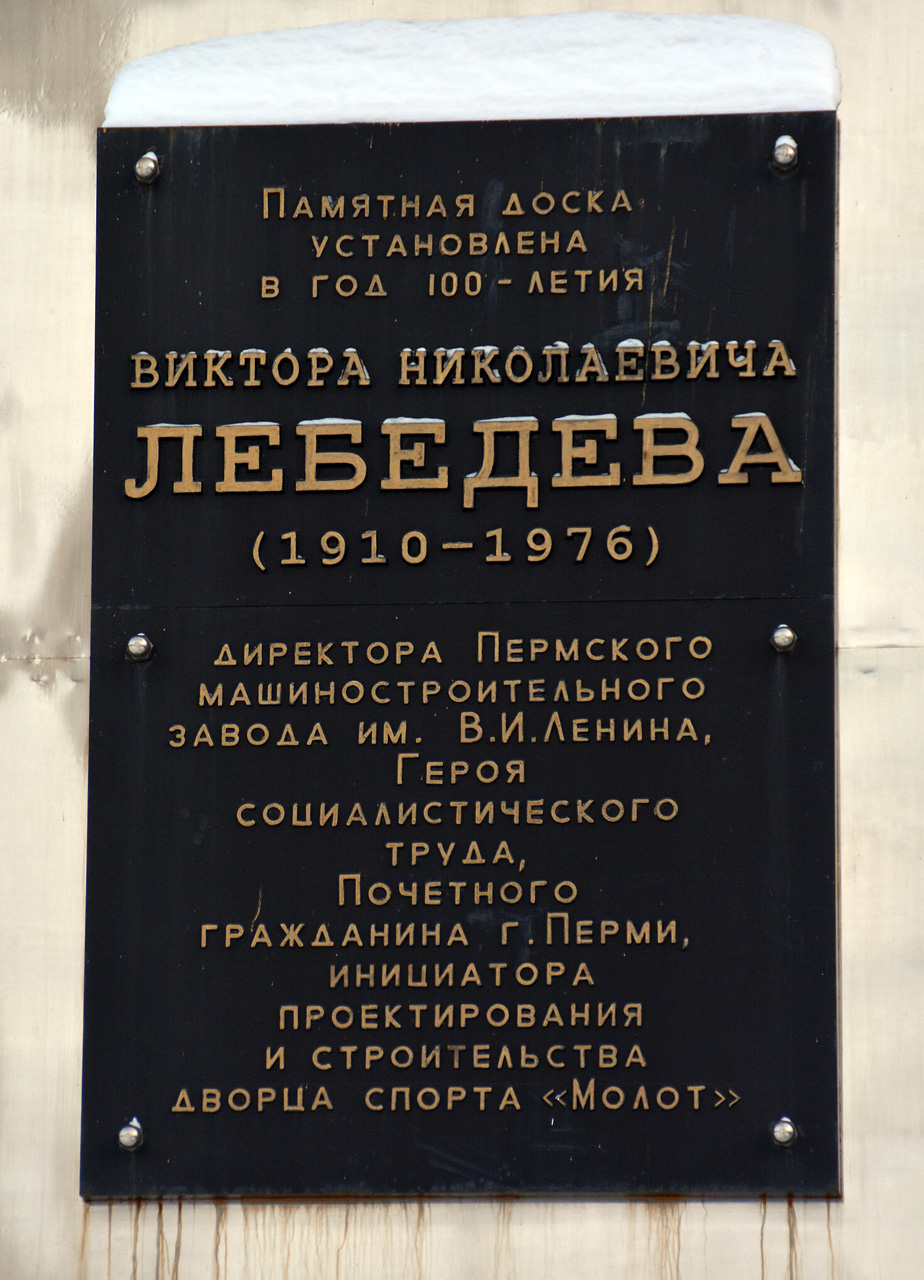 Памятная доска
установлена
в год 100-летия
Виктора Николаевича
ЛЕБЕДЕВА
(1910-1976)
директора Пермского
машиностроительного
завода им. В.И.Ленина,
Героя
социалистического
труда,
Почетного
гражданина г.Перми,
инициатора
проектирования
и строительства
дворца спорта «Молот»